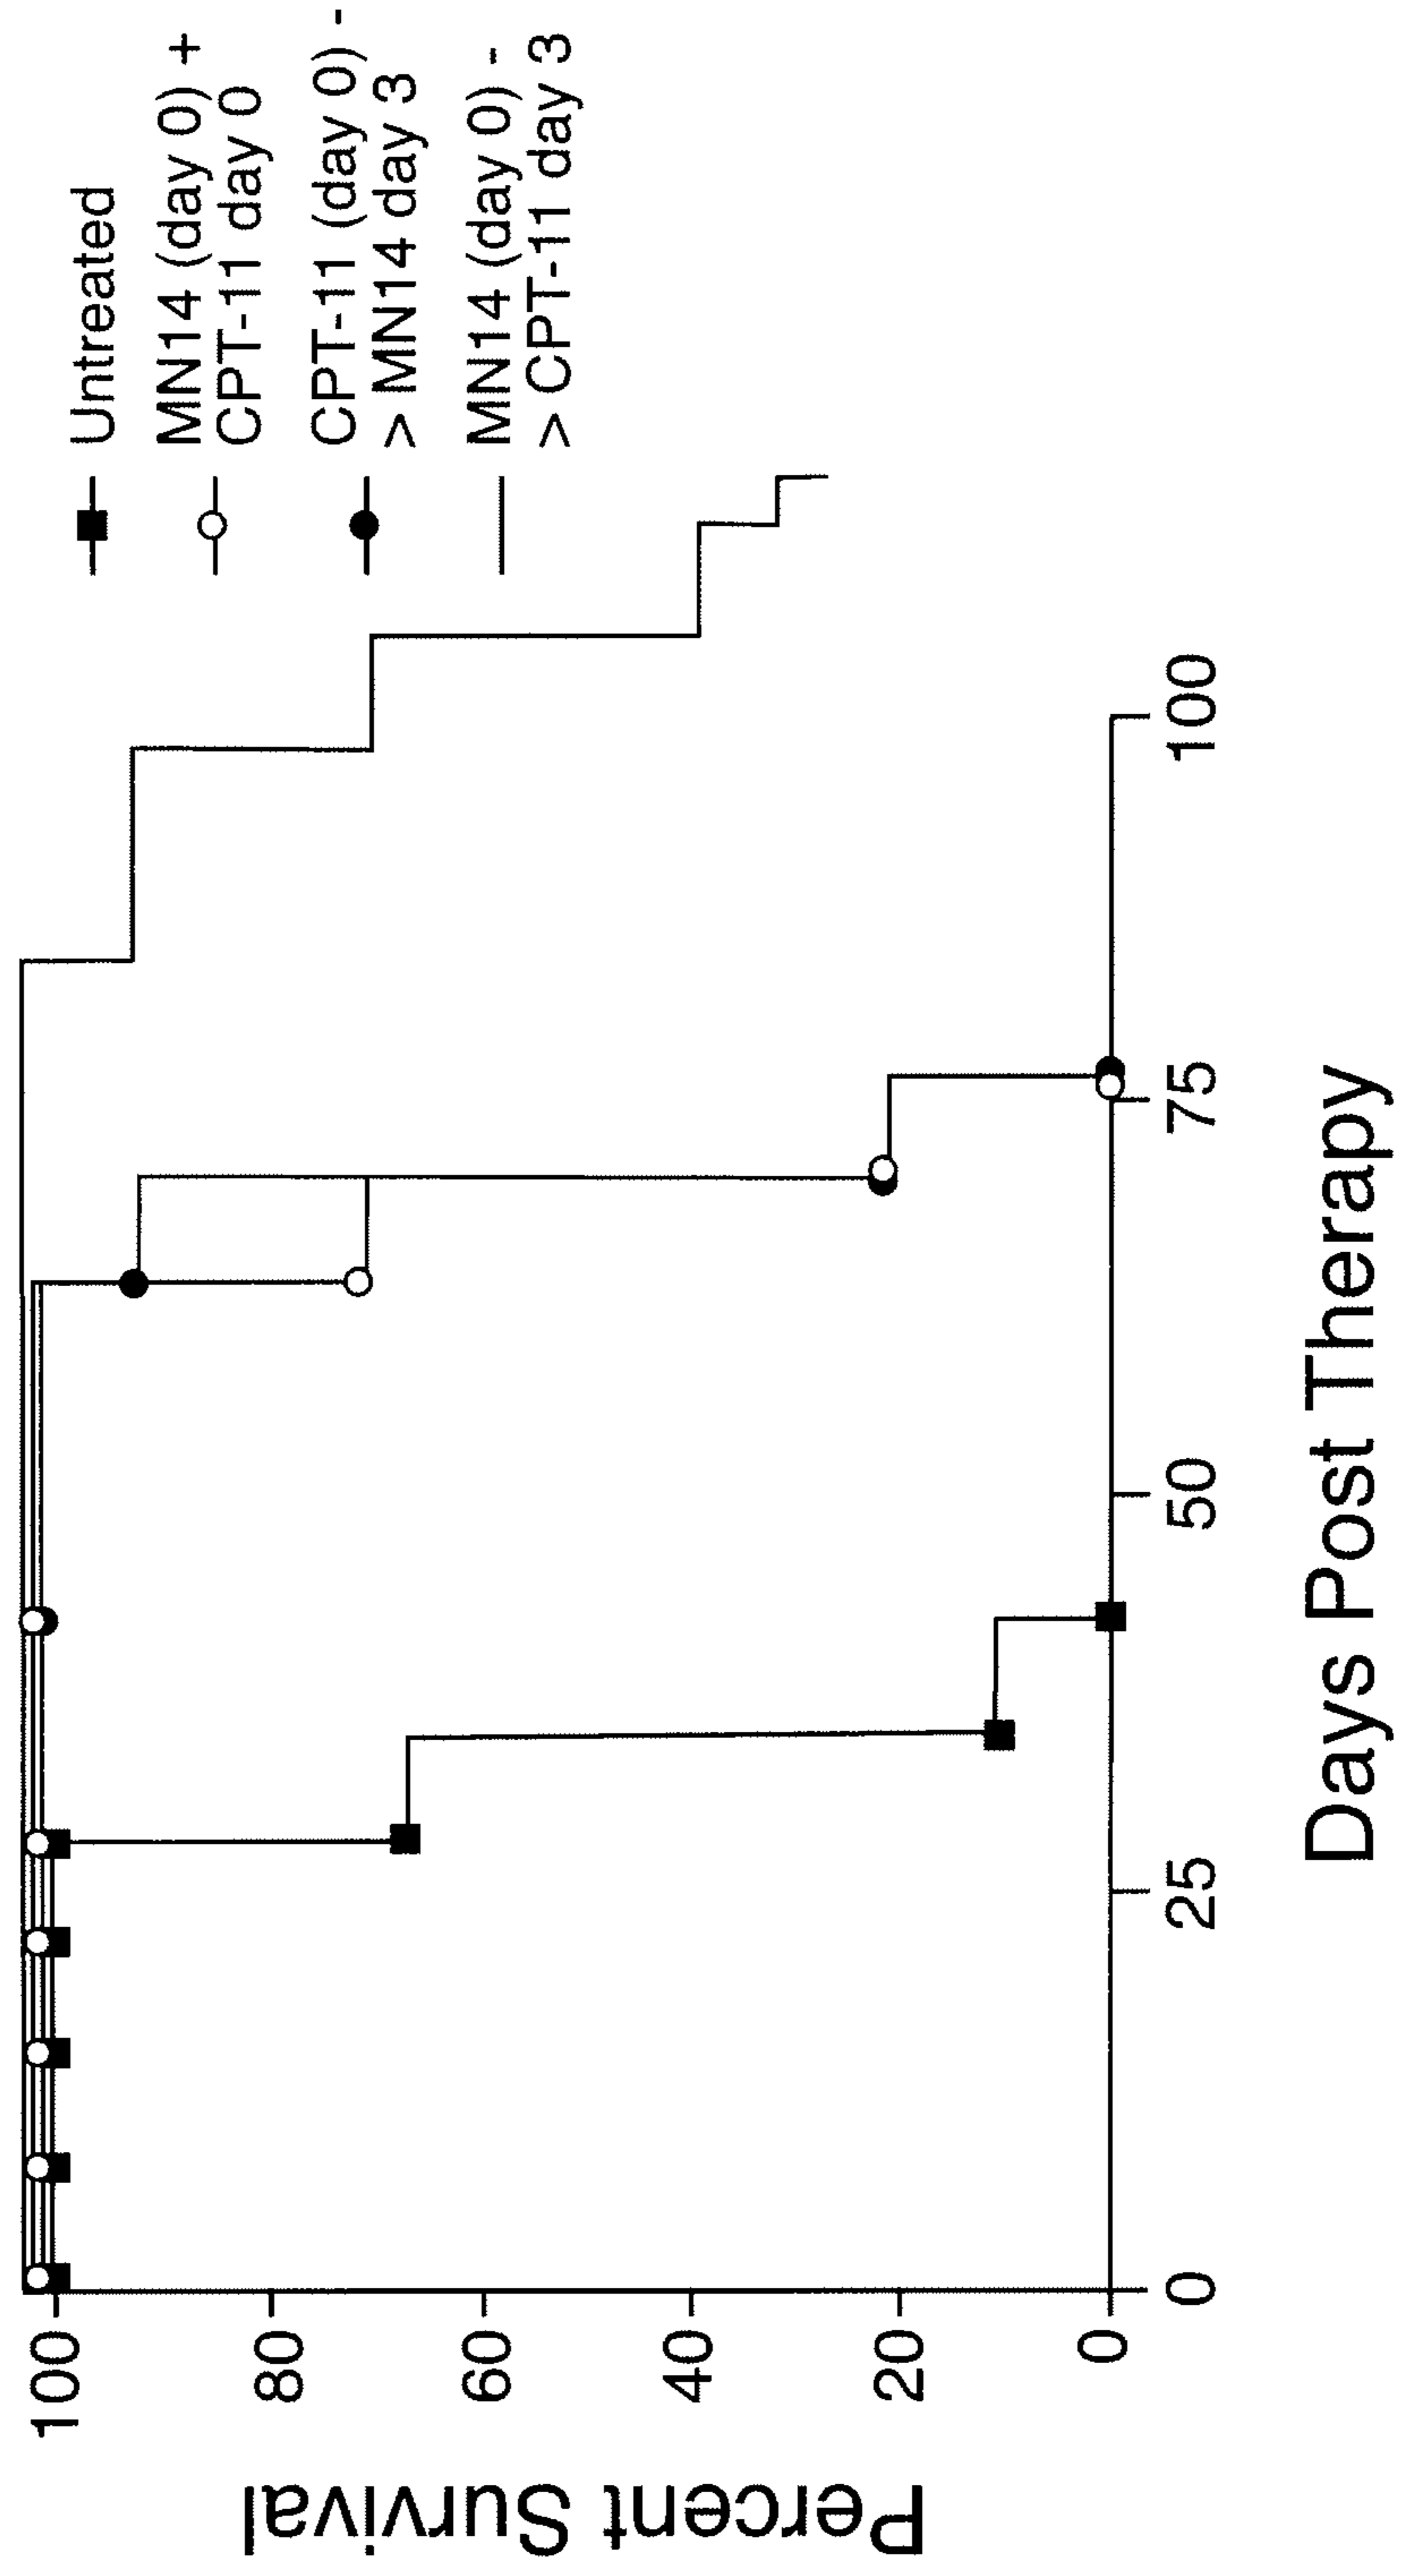 Untreated
MN14 (day 0) +
CPT-11 day 0
CPT-11 (day 0) -
> MN14 day 3
MN14 (day 0) -
> CPT-11 day 3
Percent Survival
100
80
60
40
20
0
0
25
50
75
100
Days Post Therapy